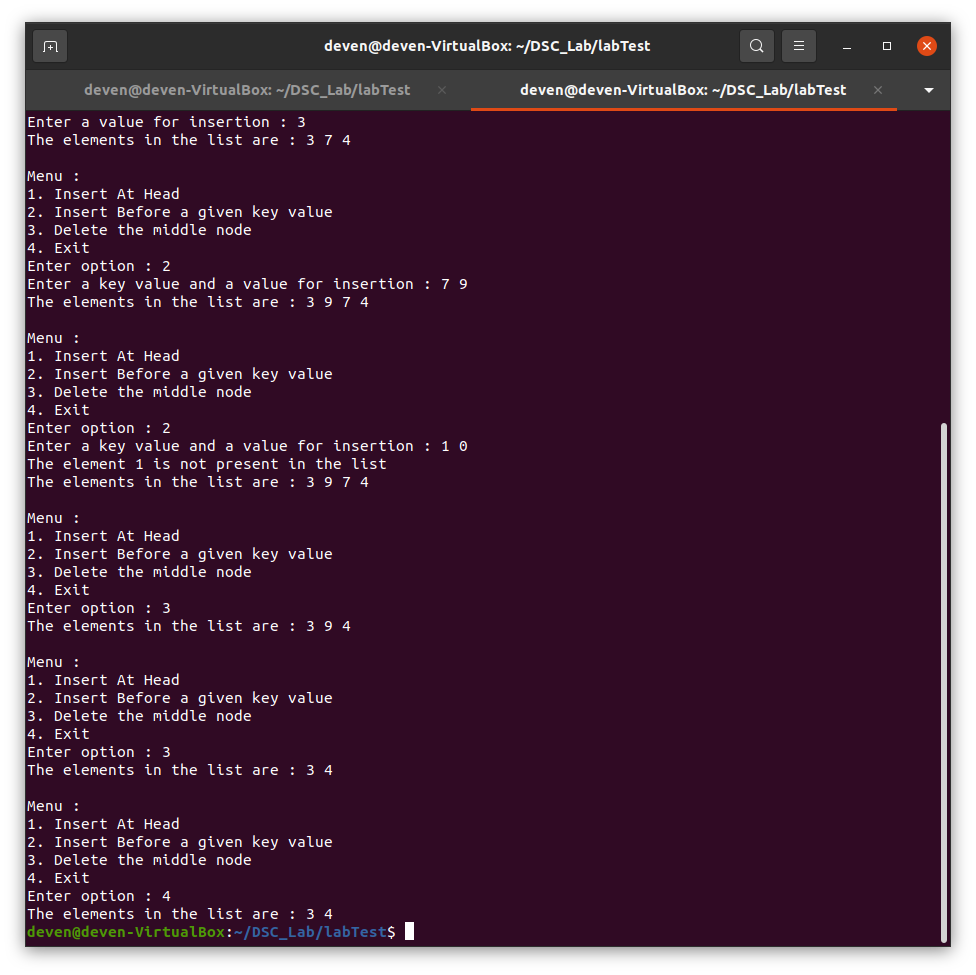 deven@deven-VirtualBox: ~/DSC_Lab/labTest
deven@deven-VirtualBox: ~/DSC_Lab/labTest
deven@deven-VirtualBox: ~/DSC_Lab/labTest
Enter a value for insertion : 3
The elements in the list are : 3 7 4
Menu :
1. Insert At Head
2. Insert Before a given key value
3. Delete the middle node
4. Exit
Enter option : 2
Enter a key value and a value for insertion : 7 9
The elements in the list are : 3 9 7 4
Menu :
1. Insert At Head
2. Insert Before a given key value
3. Delete the middle node
4. Exit
Enter option : 2
Enter a key value and a value for insertion : 1 0
The element 1 is not present in the list
The elements in the list are : 3 9 7 4
Menu :
1. Insert At Head
2. Insert Before a given key value
3. Delete the middle node
4. Exit
Enter option : 3
The elements in the list are : 3 9 4
Menu :
1. Insert At Head
2. Insert Before a given key value
3. Delete the middle node
4. Exit
Enter option : 3
The elements in the list are : 3 4
Menu :
1. Insert At Head
2. Insert Before a given key value
3. Delete the middle node
4. Exit
Enter option : 4
The elements in the list are : 3 4
deven@deven-VirtualBox:~/DSC_Lab/labTest$